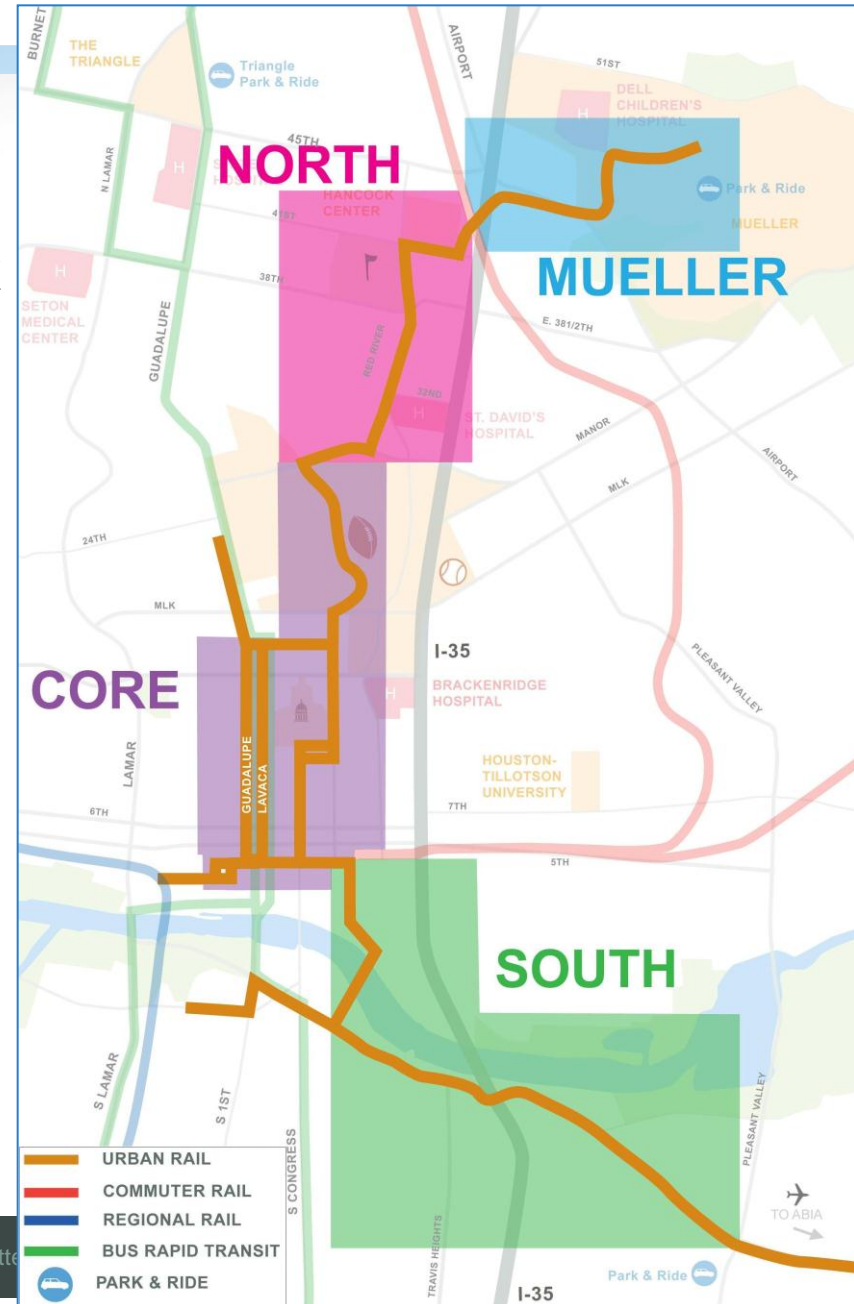 BURNET
THE
TRIANGLE
Triangle
Park & Ride
AIRPORT
51ST
DELL
CHILDREN'S
HOSPITAL
H
45TH
N LAMAR
H
NORTH
HANCOCK
CENTER
41ST
Park & Ride
MUELLER
H
38TH
SETON
MEDICAL
CENTER
MUELLER
GUADALUPE
E. 381/2TH
RED RIVER
32ND
H
ST. DAVID'S
HOSPITAL
MANOR
MLK
AIRPORT
24TH
MLK
I-35
CORE
PLEASANT VALLEY
H
BRACKENRIDGE
HOSPITAL
LAMAR
GUADALUPE
LAVACA
HOUSTON-
TILLOTSON
UNIVERSITY
6TH
7TH
5TH
SOUTH
S LAMAR
S 1ST
S CONGRESS
PLEASANT VALLEY
TO ABIA
TRAVIS HEIGHTS
Park & Ride
I-35
URBAN RAIL
COMMUTER RAIL
REGIONAL RAIL
BUS RAPID TRANSIT
PARK & RIDE